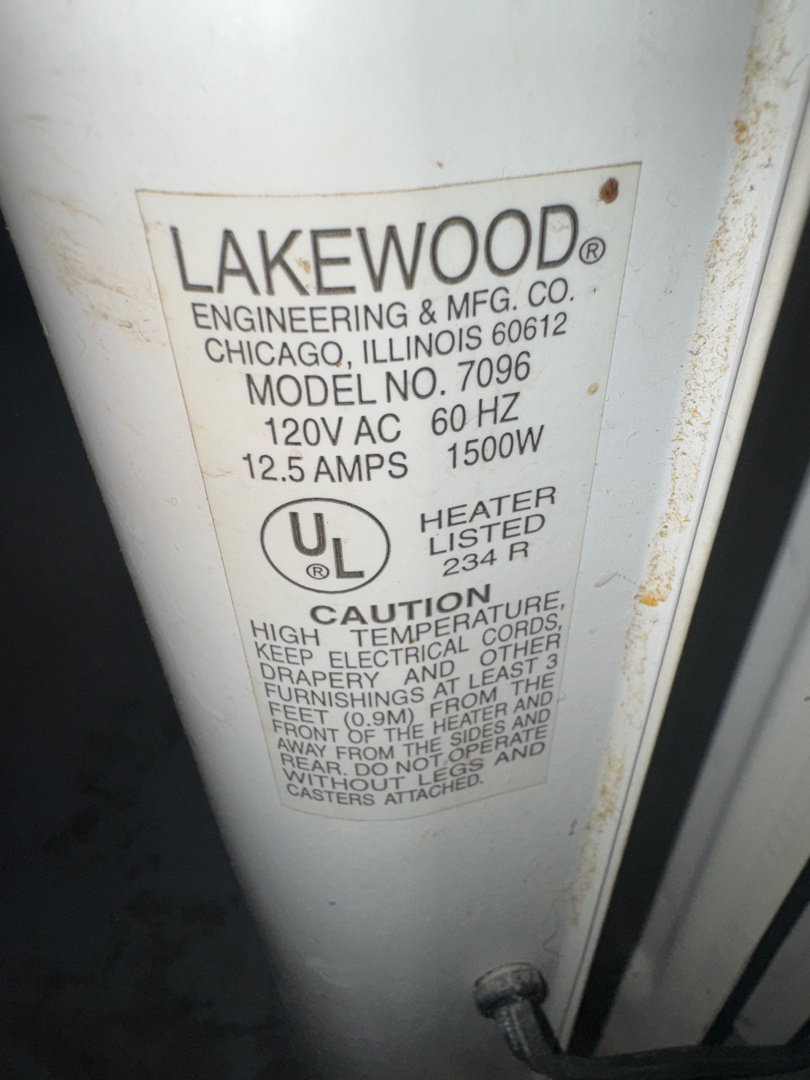 LAKEWOOD®
ENGINEERING & MFG. CO.
CHICAGO, ILLINOIS 60612
MODEL NO. 7096
120V AC 60 HZ
12.5 AMPS 1500W
UL®
HEATER
LISTED
234 R
CAUTION
HIGH TEMPERATURE,
KEEP ELECTRICAL CORDS,
DRAPERY AND OTHER
FURNISHINGS AT LEAST 3
FEET (0.9M) FROM THE
FRONT OF THE HEATER AND
AWAY FROM THE SIDES AND
REAR. DO NOT OPERATE
WITHOUT LEGS AND
CASTERS ATTACHED.